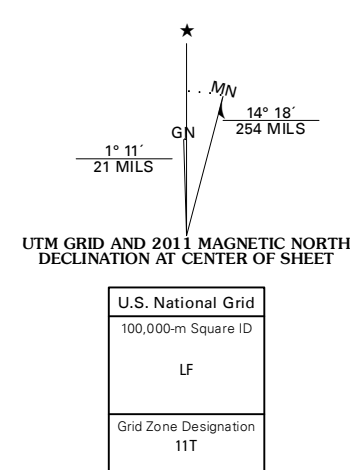 ★
MN
GN
14° 18´
254 MILS
1° 11´
21 MILS
UTM GRID AND 2011 MAGNETIC NORTH
DECLINATION AT CENTER OF SHEET
U.S. National Grid
100,000-m Square ID
LF
Grid Zone Designation
11T